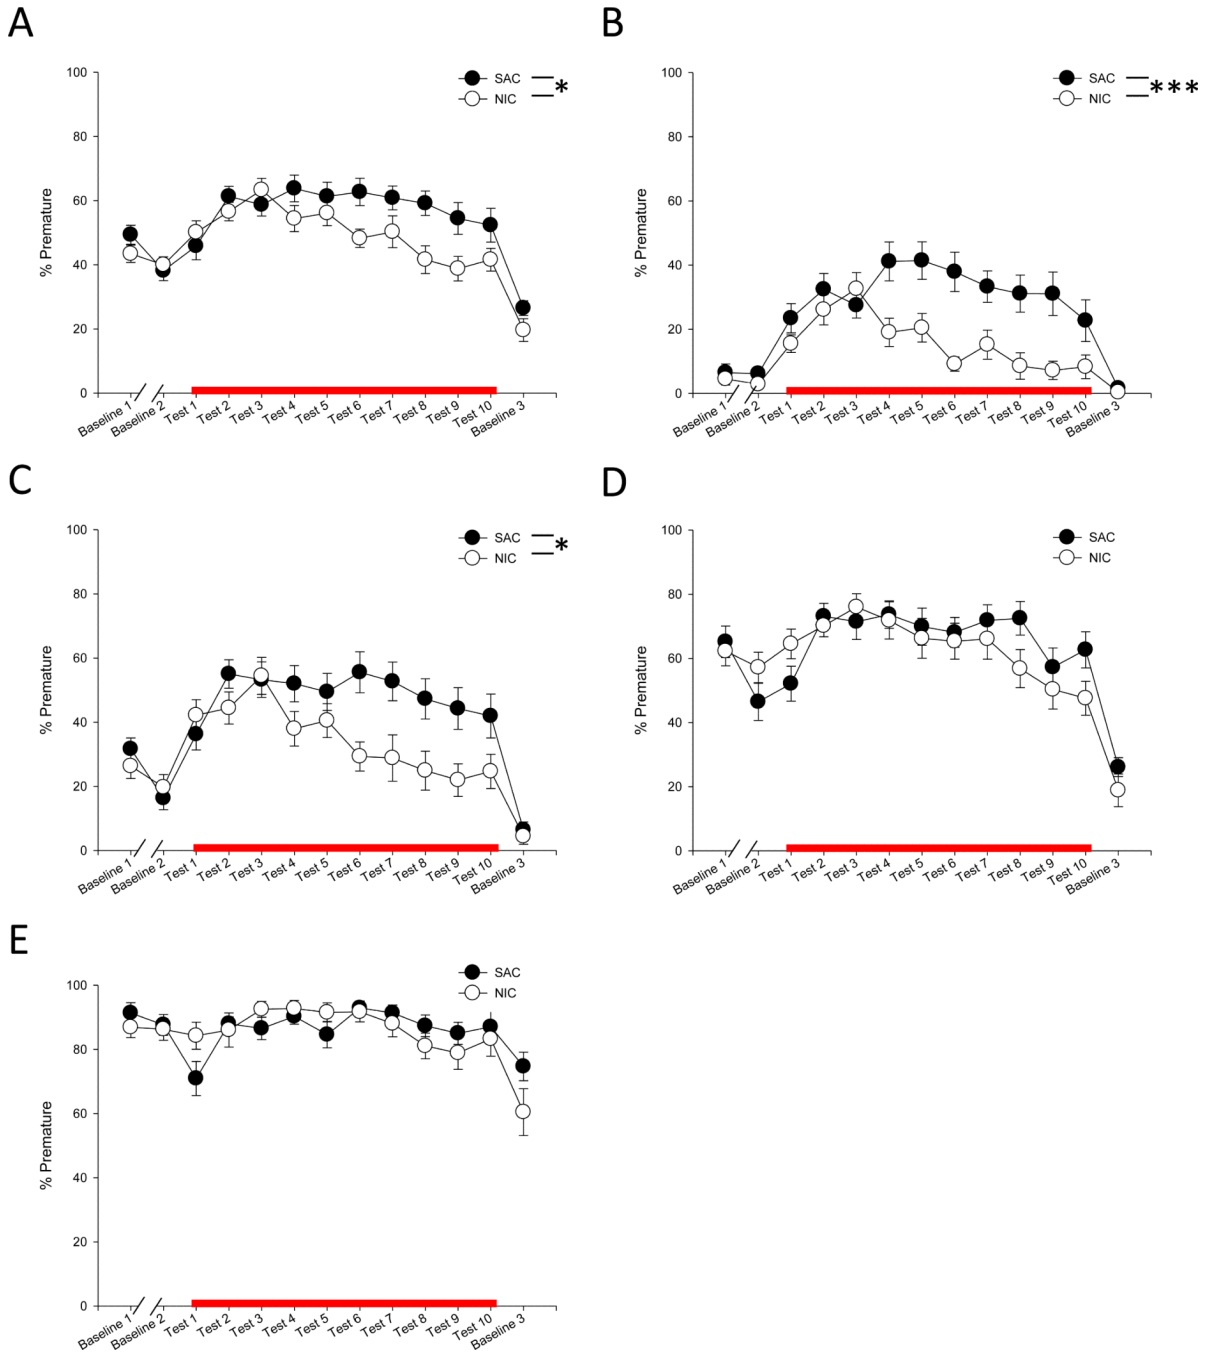 A
B
100
80
60
40
20
0
% Premature
SAC
NIC
*
Baseline 1
Baseline 2
Test 1
Test 2
Test 3
Test 4
Test 5
Test 6
Test 7
Test 8
Test 9
Test 10
Baseline 3
100
80
60
40
20
0
% Premature
SAC
NIC
***
Baseline 1
Baseline 2
Test 1
Test 2
Test 3
Test 4
Test 5
Test 6
Test 7
Test 8
Test 9
Test 10
Baseline 3
C
D
100
80
60
40
20
0
% Premature
SAC
NIC
*
Baseline 1
Baseline 2
Test 1
Test 2
Test 3
Test 4
Test 5
Test 6
Test 7
Test 8
Test 9
Test 10
Baseline 3
100
80
60
40
20
0
% Premature
SAC
NIC
Baseline 1
Baseline 2
Test 1
Test 2
Test 3
Test 4
Test 5
Test 6
Test 7
Test 8
Test 9
Test 10
Baseline 3
E
100
80
60
40
20
0
% Premature
SAC
NIC
Baseline 1
Baseline 2
Test 1
Test 2
Test 3
Test 4
Test 5
Test 6
Test 7
Test 8
Test 9
Test 10
Baseline 3